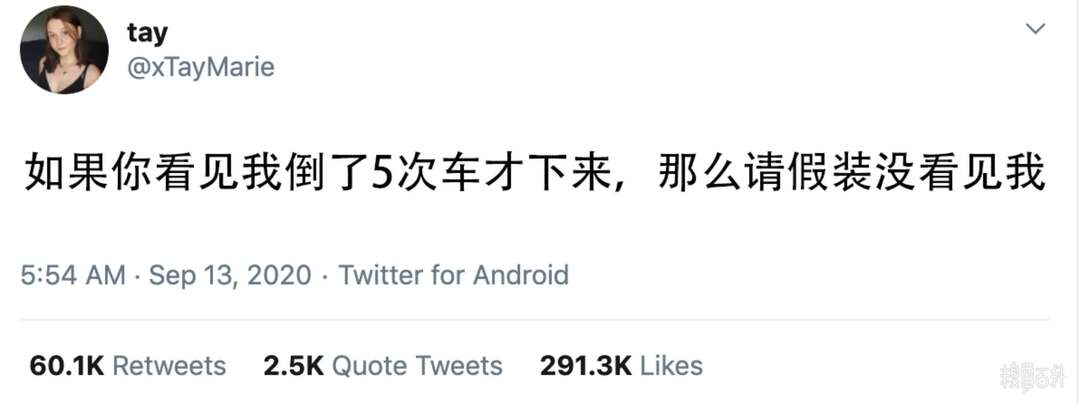 tay
@xTayMarie
如果你看见我倒了5次车才下来，那么请假装没看见我
5:54 AM · Sep 13, 2020 · Twitter for Android
60.1K Retweets 2.5K Quote Tweets 291.3K Likes